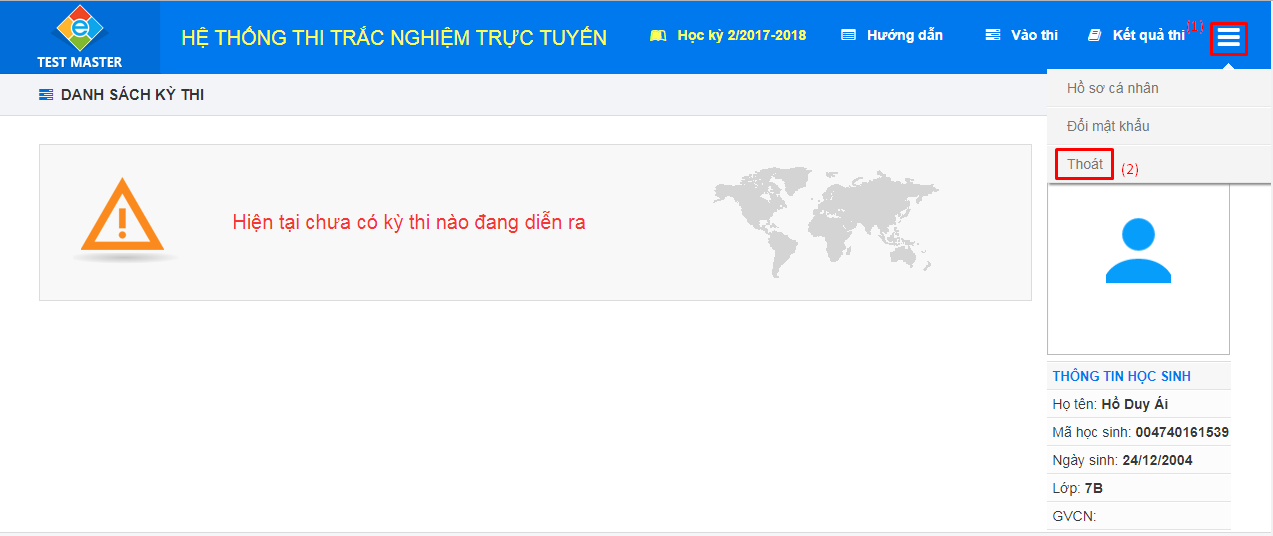 TEST MASTER
HỆ THỐNG THI TRẮC NGHIỆM TRỰC TUYẾN
Học kỳ 2/2017-2018
Hướng dẫn
Vào thi
Kết quả thi
(1)
DANH SÁCH KỲ THI
Hồ sơ cá nhân
Đổi mật khẩu
Thoát
(2)
Hiện tại chưa có kỳ thi nào đang diễn ra
THÔNG TIN HỌC SINH
Họ tên: Hồ Duy Ái
Mã học sinh: 004740161539
Ngày sinh: 24/12/2004
Lớp: 7B
GVCN: